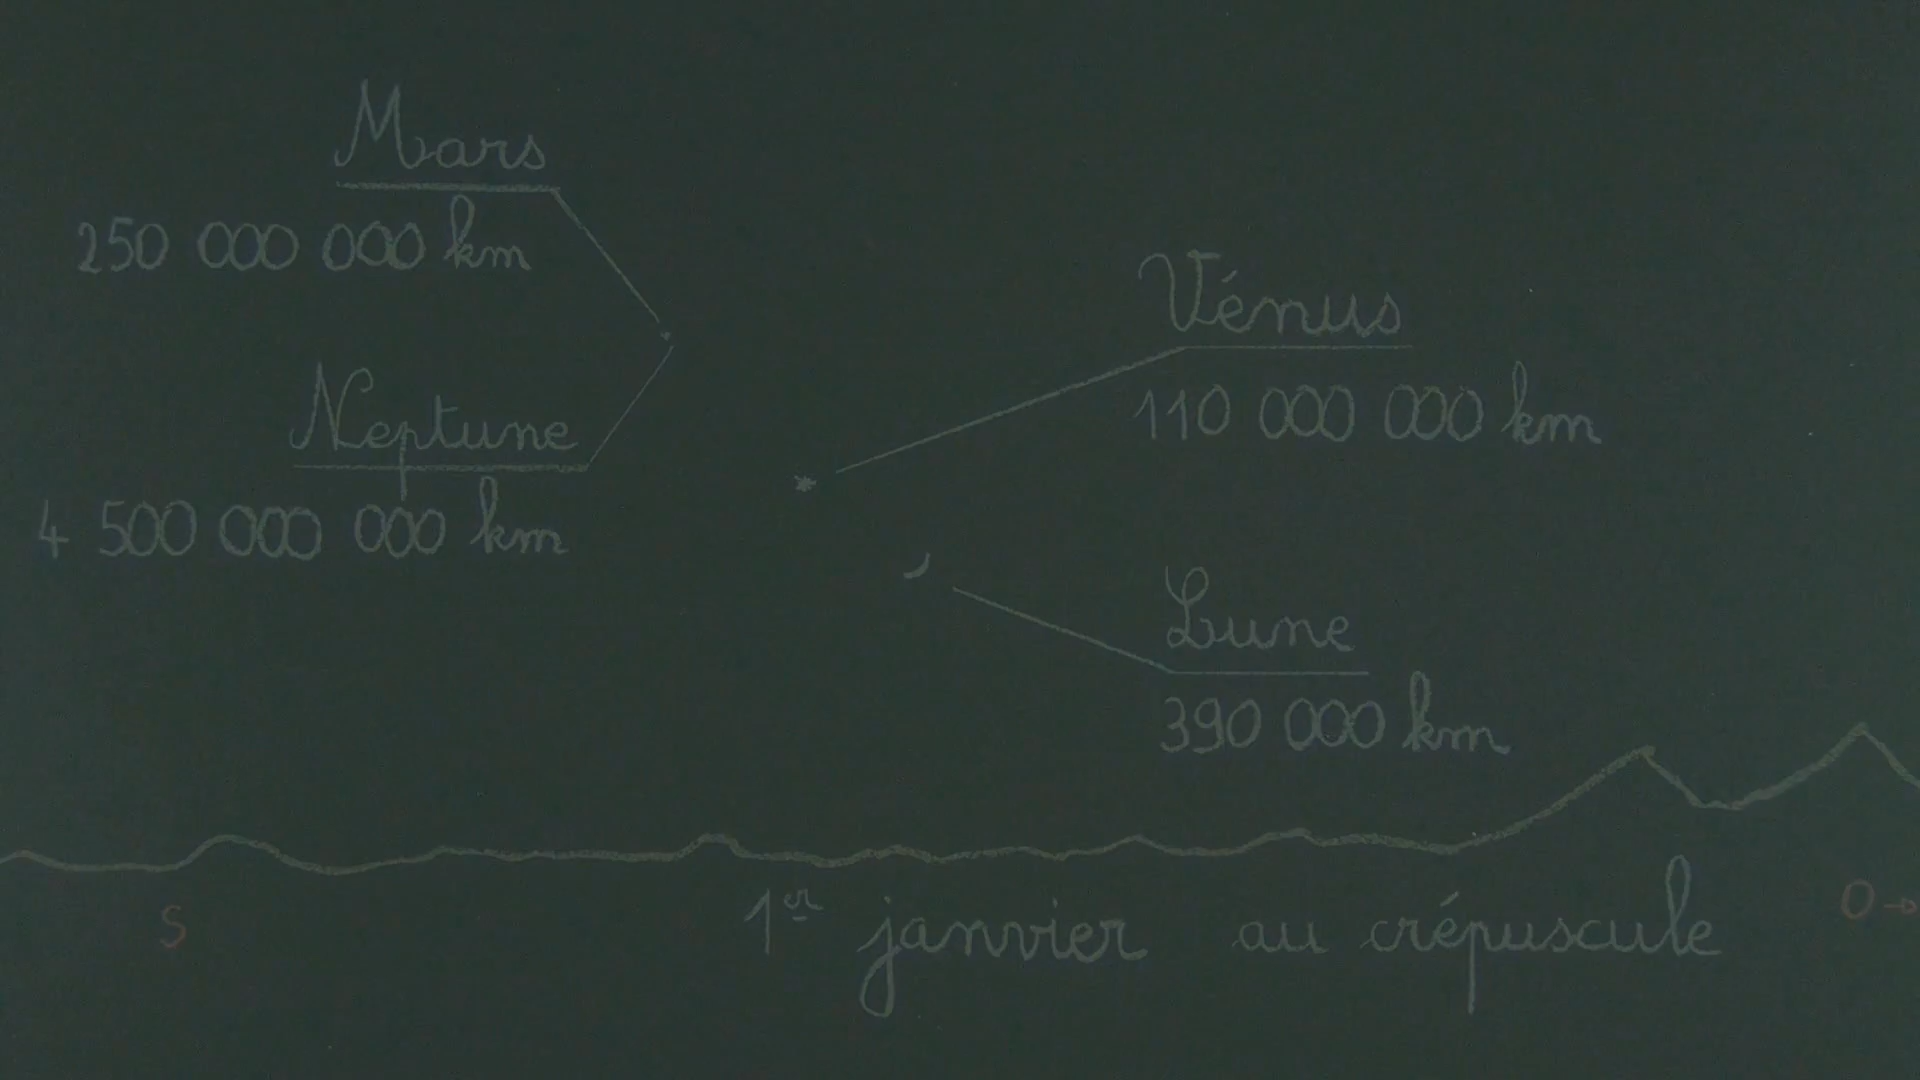 Mars
250 000 000 km
Vénus
110 000 000 km
Neptune
4 500 000 000 km
Lune
390 000 km
S
1er janvier au crépuscule
O